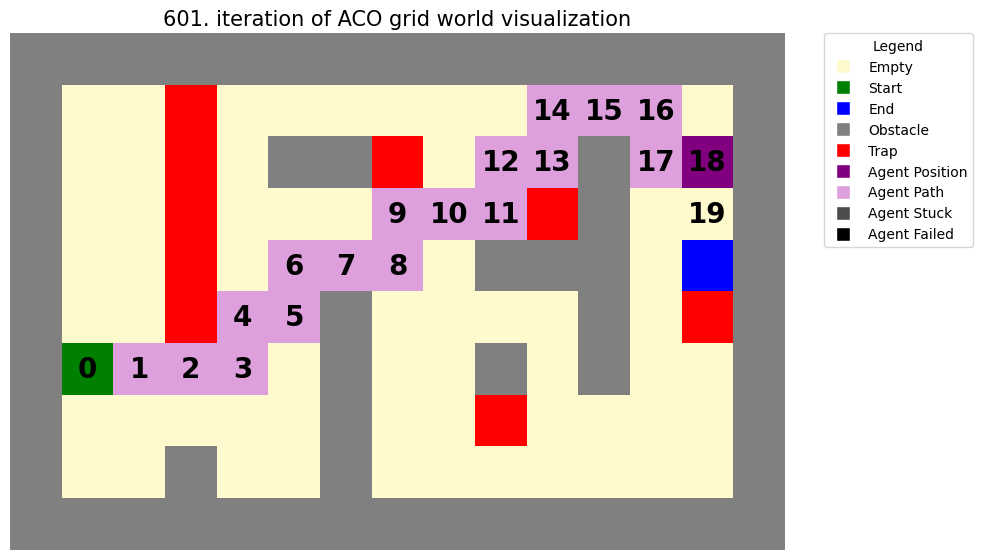 601. iteration of ACO grid world visualization
14 15 16
12 13 17 18
9 10 11 19
6 7 8
4 5
0 1 2 3
Legend
Empty
Start
End
Obstacle
Trap
Agent Position
Agent Path
Agent Stuck
Agent Failed